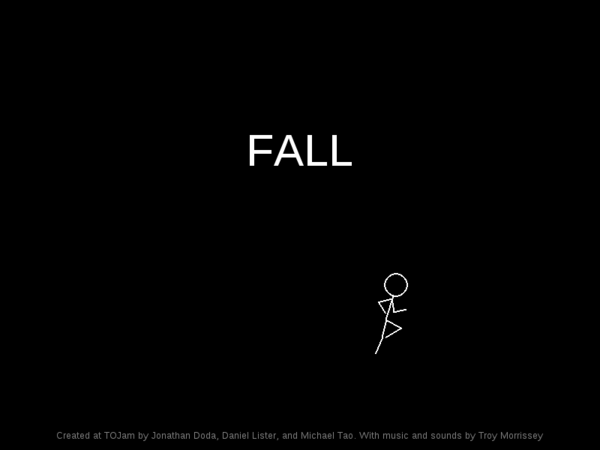 FALL
Created at TOJam by Jonathan Doda, Daniel Lister, and Michael Tao. With music and sounds by Troy Morrissey